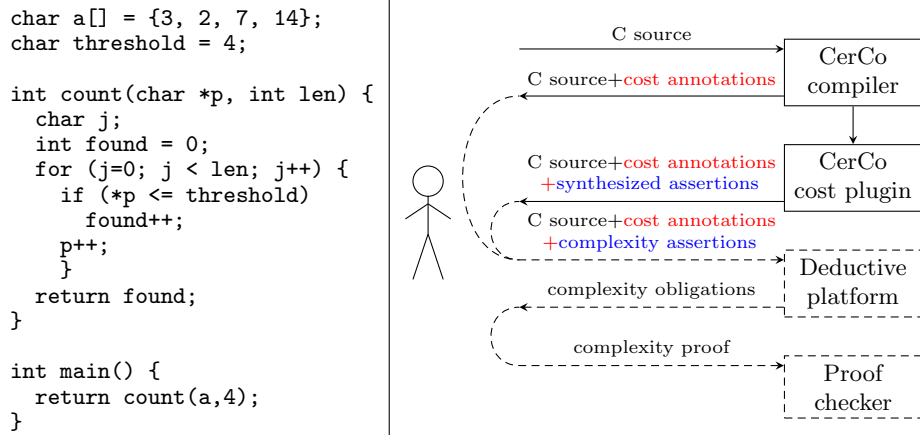 char a[] = {3, 2, 7, 14};
char threshold = 4;
int count(char *p, int len) {
char j;
int found = 0;
for (j=0; j < len; j++) {
if (*p <= threshold)
found++;
p++;
}
return found;
}
int main() {
return count(a,4);
}
C source
CerCo
compiler
C source+cost annotations
C source+cost annotations
+synthesized assertions
CerCo
cost plugin
C source+cost annotations
+complexity assertions
Deductive
platform
complexity obligations
complexity proof
Proof
checker